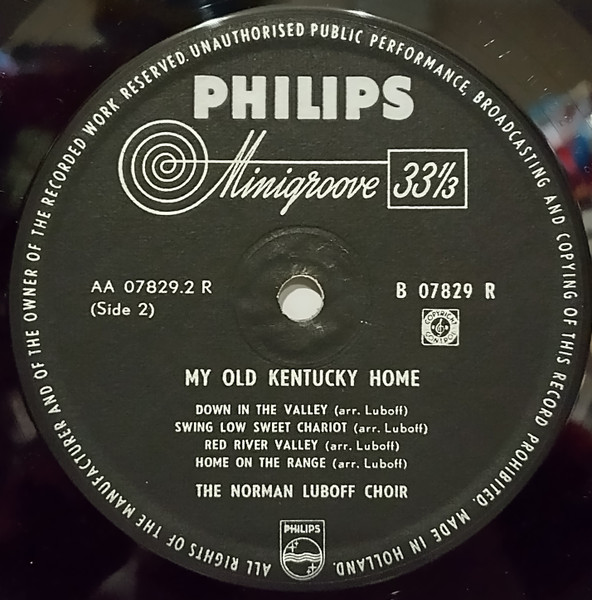 ALL RIGHTS OF THE MANUFACTURER AND OF THE OWNER OF THE RECORDED WORK RESERVED. UNAUTHORISED PUBLIC PERFORMANCE, BROADCASTING AND COPYING OF THIS RECORD PROHIBITED. MADE IN HOLLAND.
PHILIPS
Minigroove 33⅓
AA 07829.2 R
(Side 2)
B 07829 R
COPYRIGHT
CONTROL
MY OLD KENTUCKY HOME
DOWN IN THE VALLEY (arr. Luboff)
SWING LOW SWEET CHARIOT (arr. Luboff)
RED RIVER VALLEY (arr. Luboff)
HOME ON THE RANGE (arr. Luboff)
THE NORMAN LUBOFF CHOIR
PHILIPS